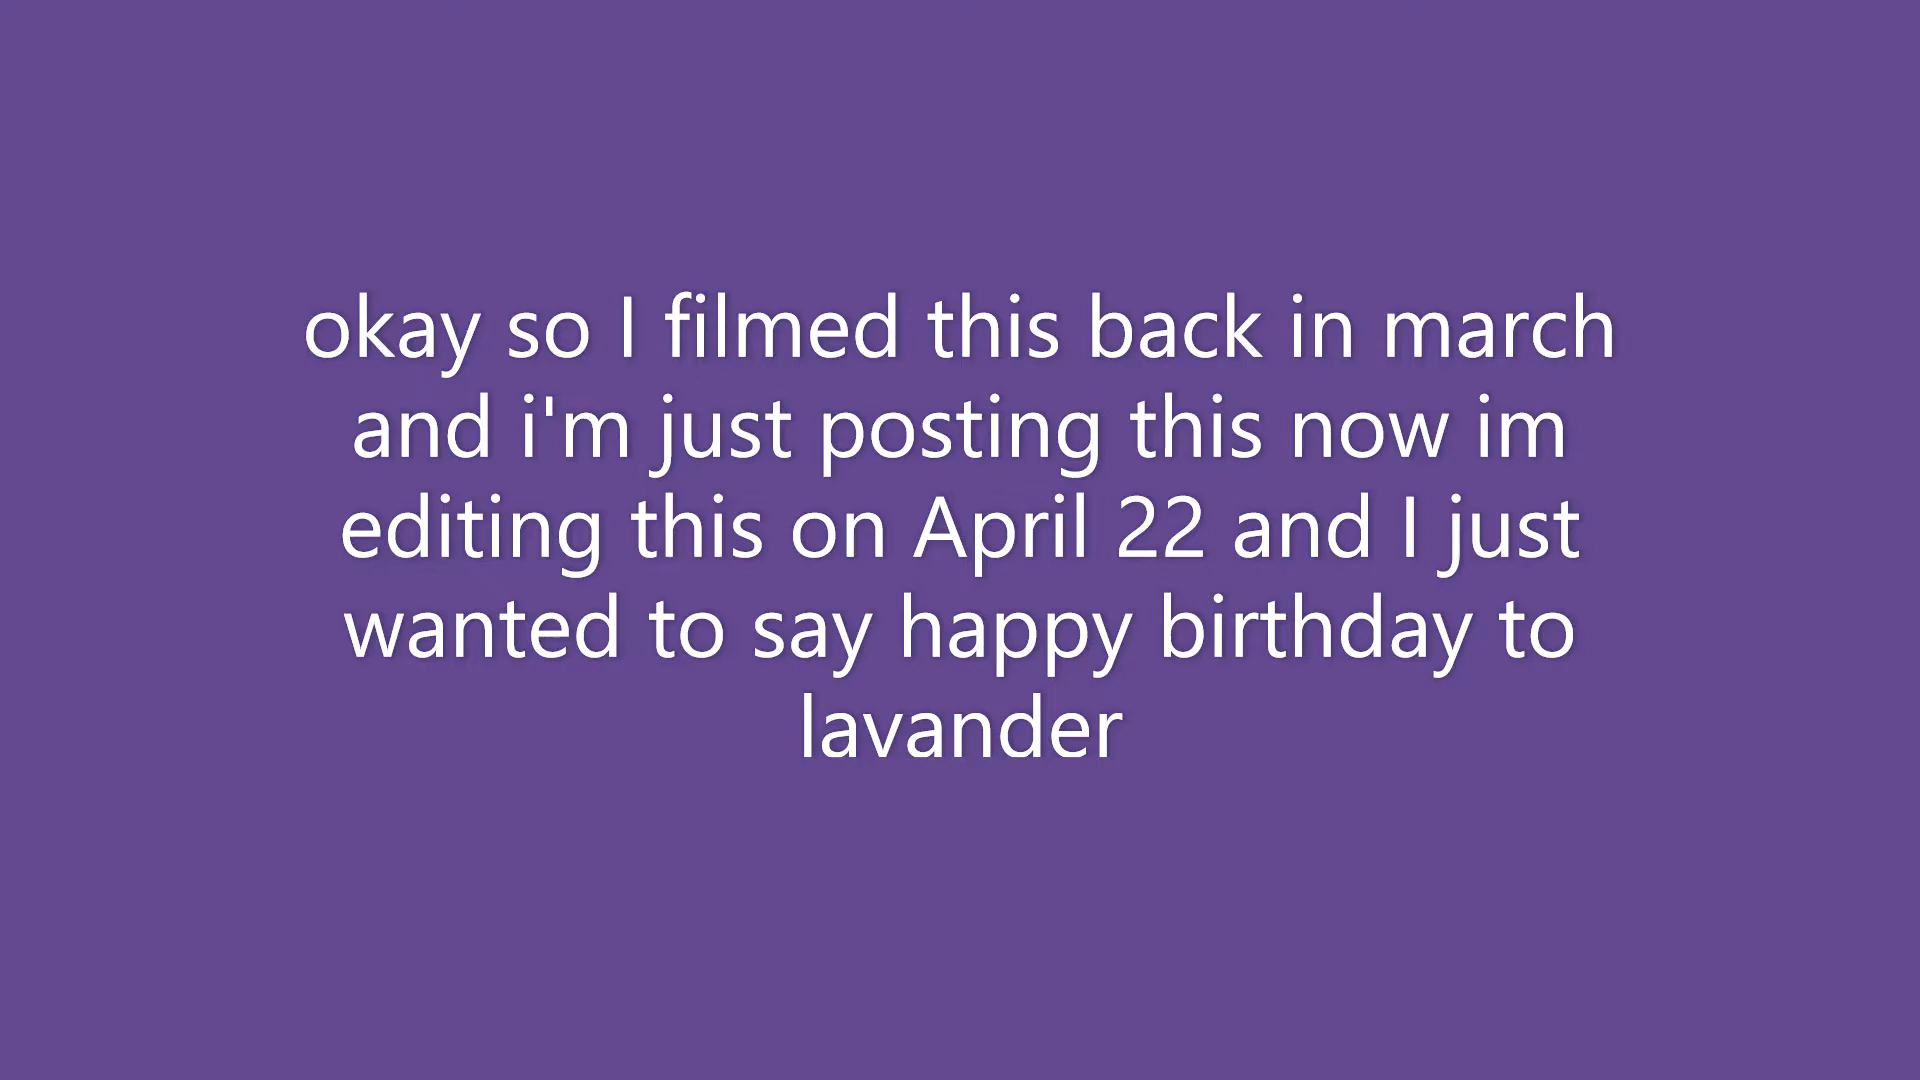 okay so I filmed this back in march
and i'm just posting this now im
editing this on April 22 and I just
wanted to say happy birthday to
lavander